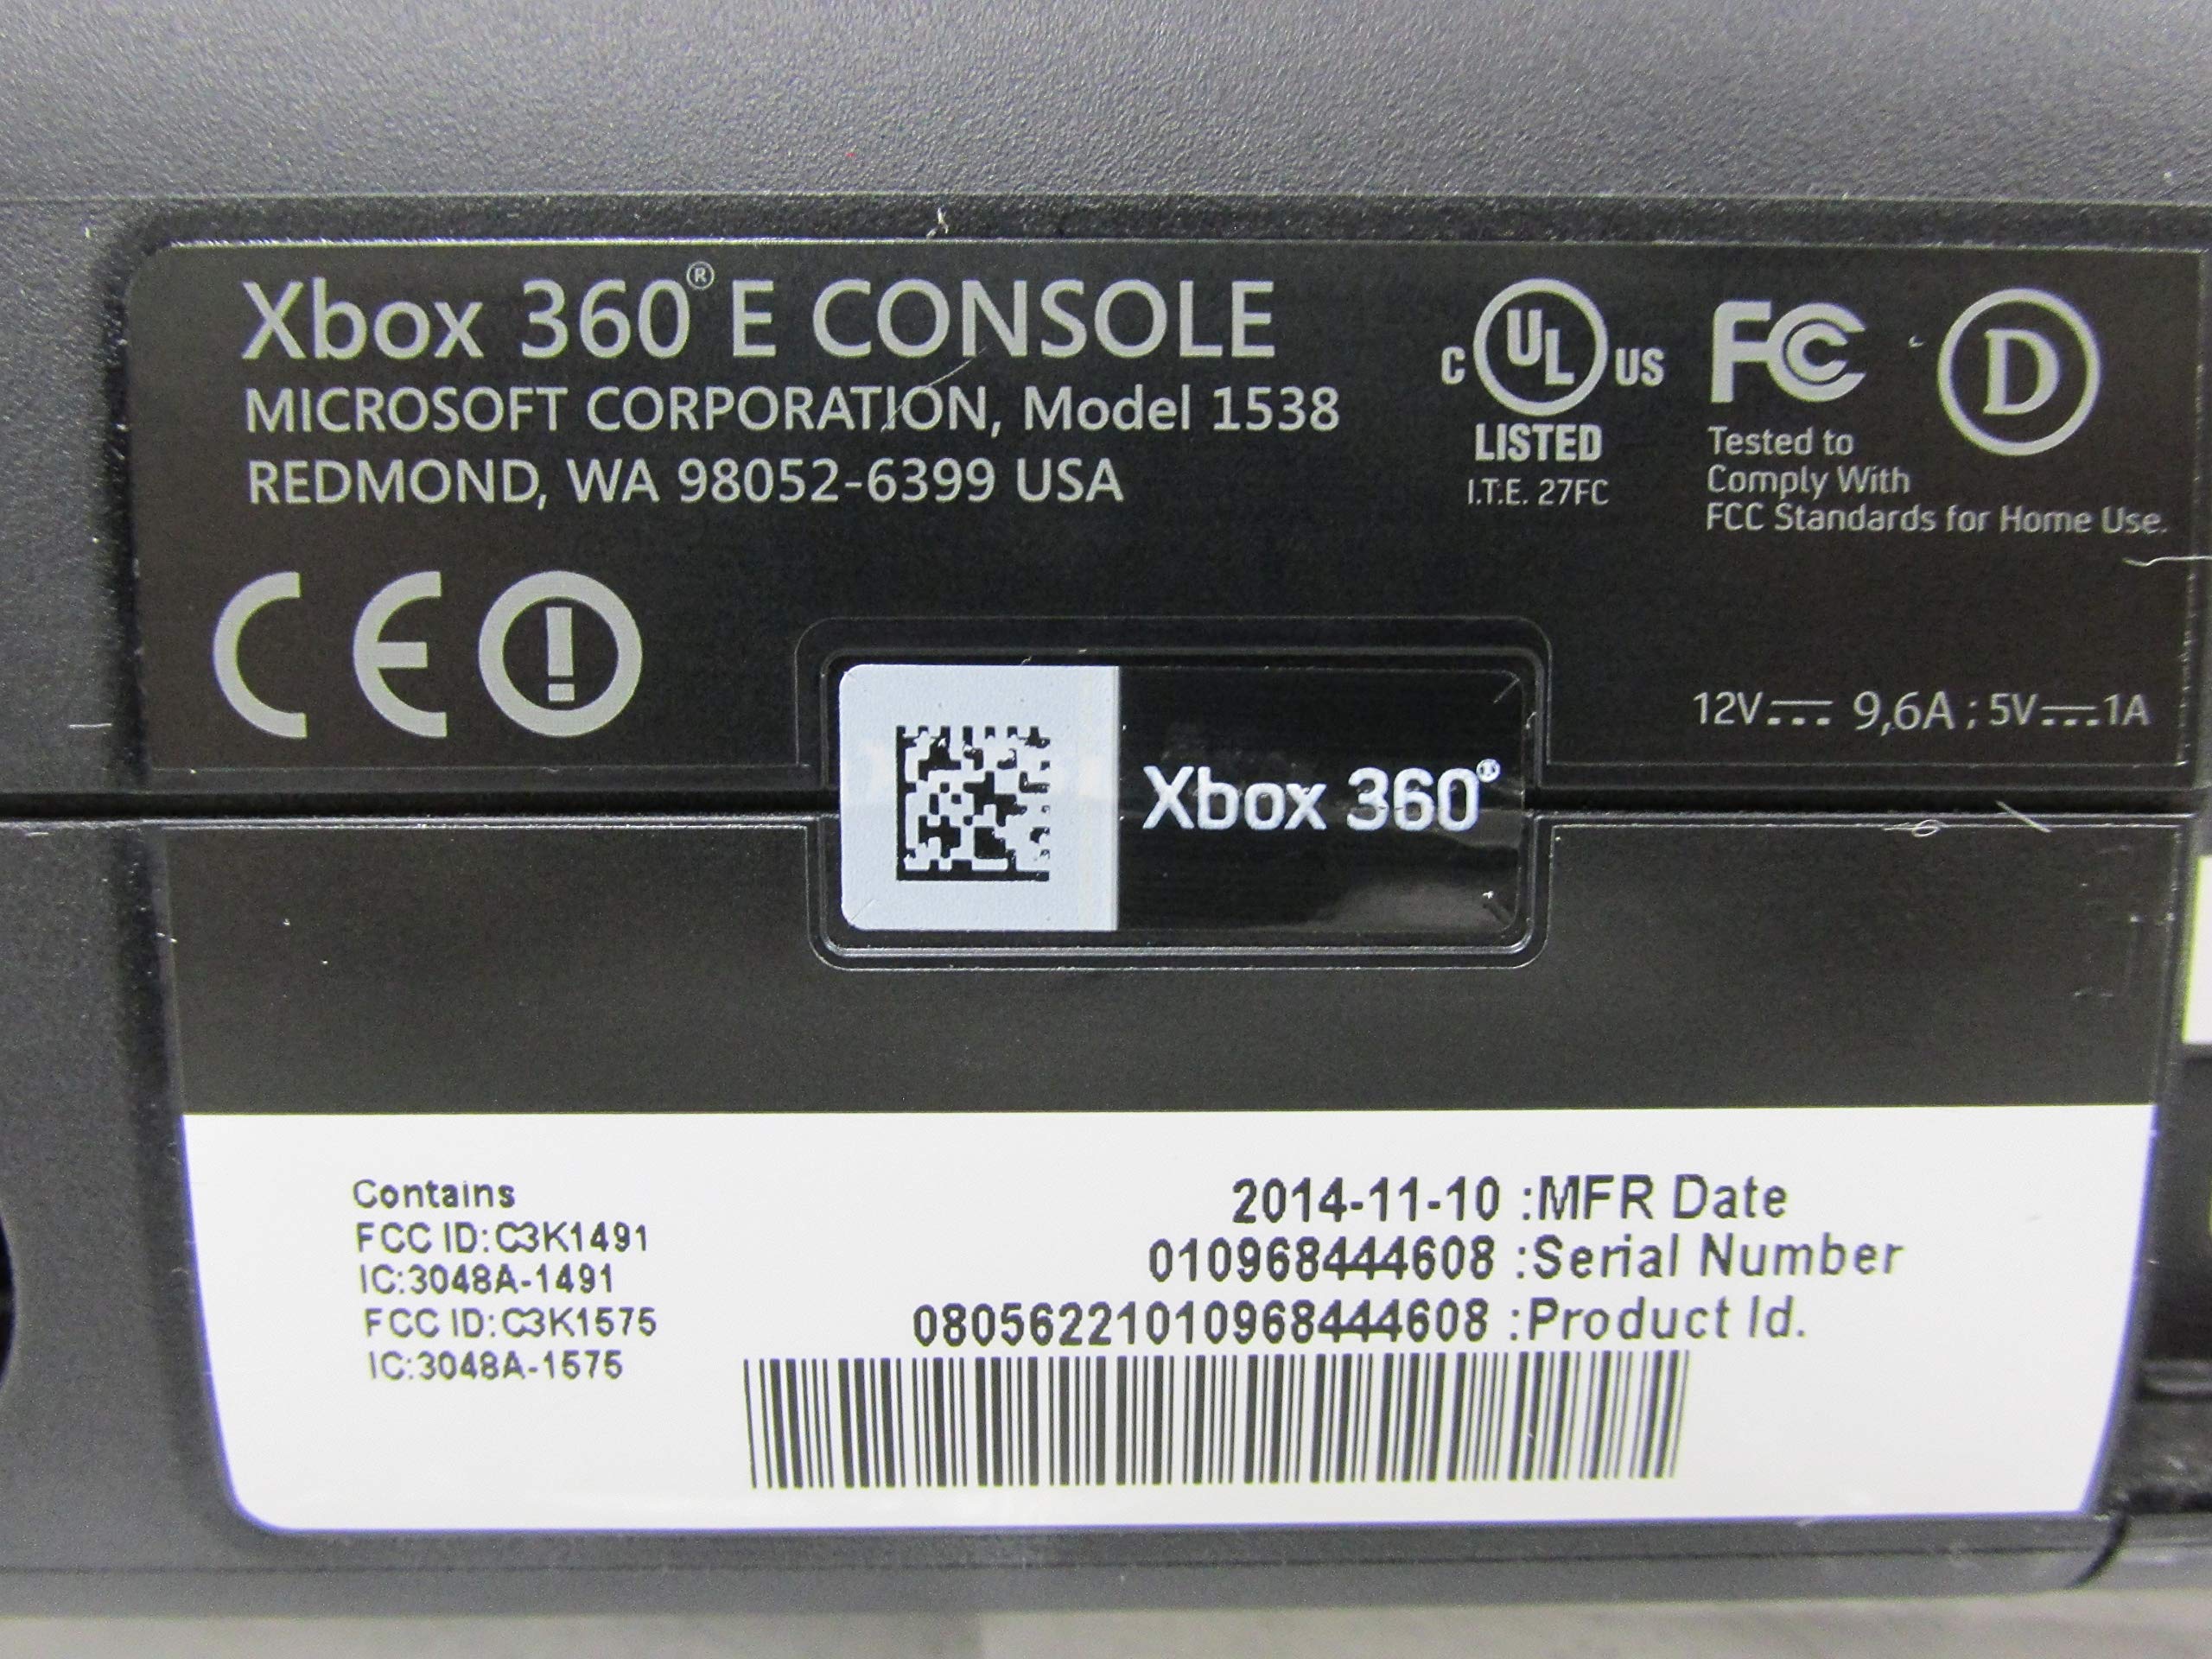 Xbox 360® E CONSOLE
MICROSOFT CORPORATION, Model 1538
REDMOND, WA 98052-6399 USA
C UL US
LISTED
I.T.E. 27FC
FC
Tested to
Comply With
FCC Standards for Home Use.
D
CE
12V 9,6A ; 5V 1A
Xbox 360®
Contains
FCC ID:C3K1491
IC:3048A-1491
FCC ID:C3K1575
IC:3048A-1575
2014-11-10 :MFR Date
010968444608 :Serial Number
08056221010968444608 :Product Id.